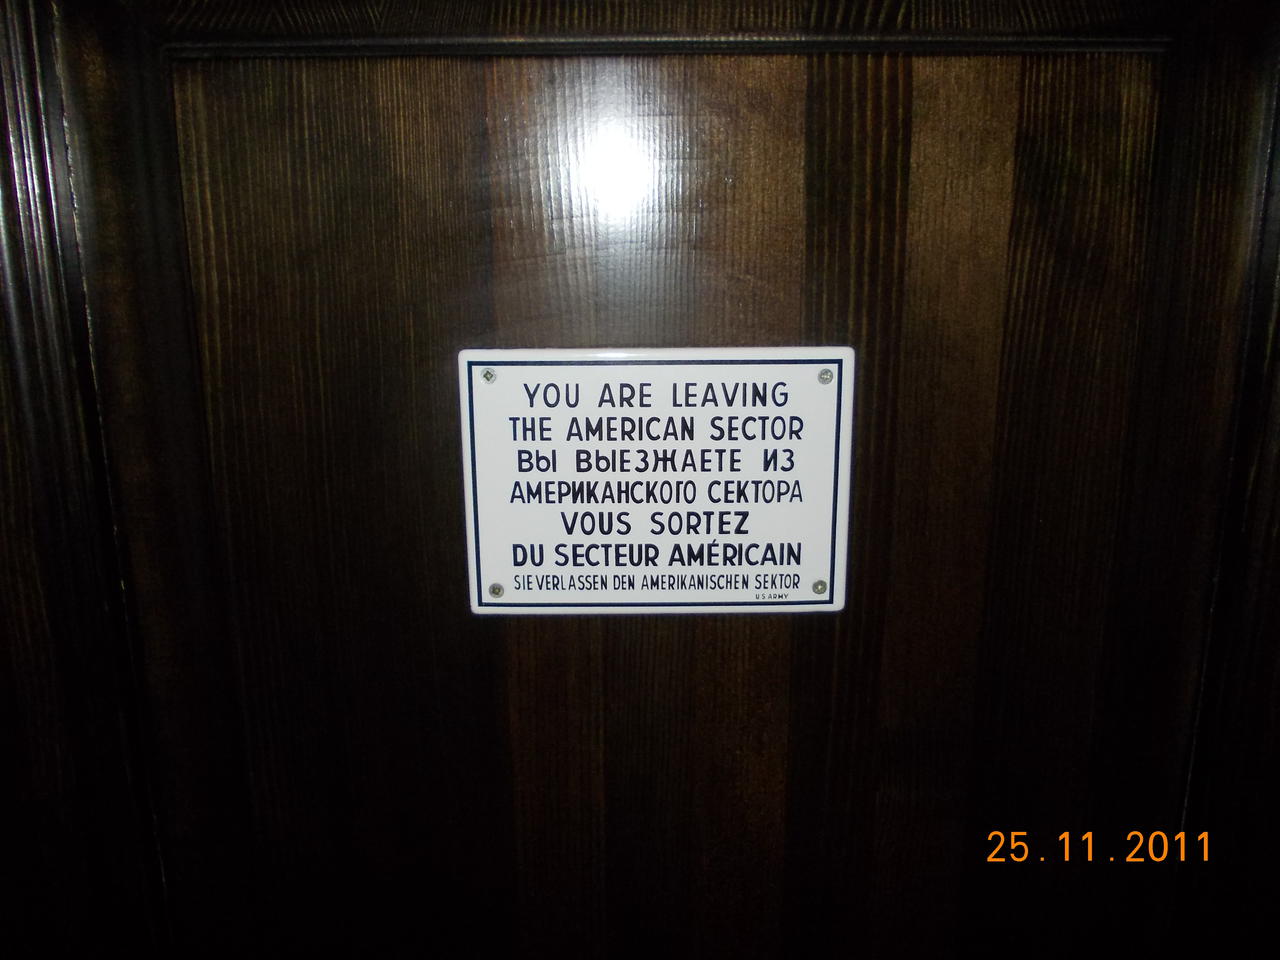 YOU ARE LEAVING
THE AMERICAN SECTOR
ВЫ ВЫЕЗЖАЕТЕ ИЗ
АМЕРИКАНСКОГО СЕКТОРА
VOUS SORTEZ
DU SECTEUR AMÉRICAIN
SIE VERLASSEN DEN AMERIKANISCHEN SEKTOR
US ARMY
25.11.2011